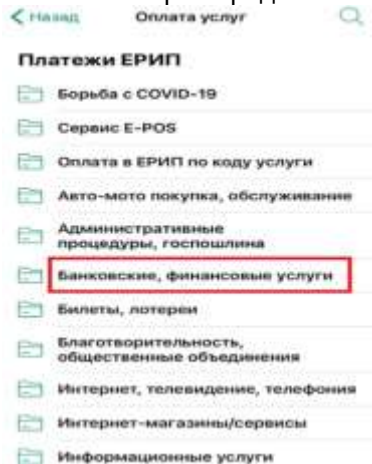 Назад Оплата услуг
Платежи ЕРИП
Борьба с COVID-19
Сервис E-POS
Оплата в ЕРИП по коду услуги
Авто-мото покупка, обслуживание
Административные
процедуры, госпошлина
Банковские, финансовые услуги
Билеты, лотереи
Благотворительность,
общественные объединения
Интернет, телевидение, телефония
Интернет-магазины/сервисы
Информационные услуги